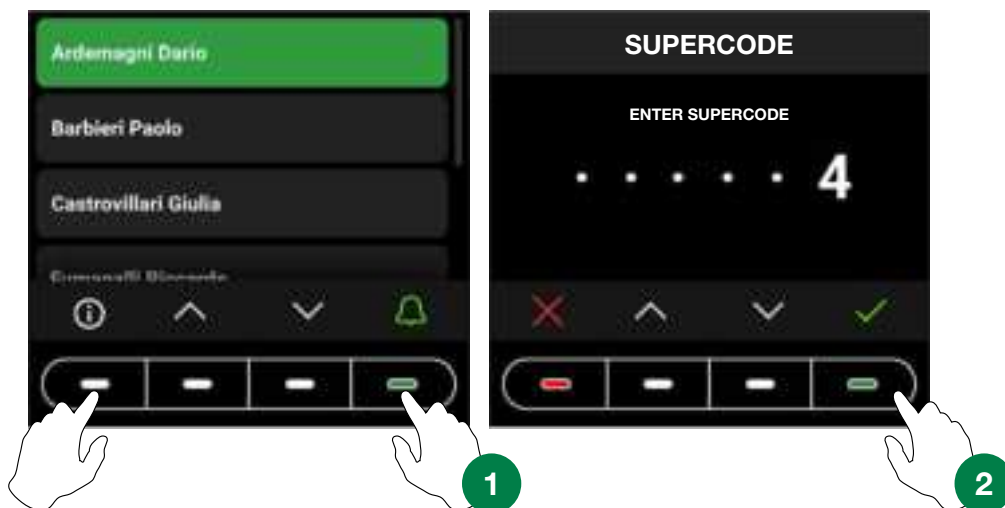 Ardemagni Dario
Barbieri Paolo
Castrovillari Giulia
SUPERCODE
ENTER SUPERCODE
· · · · · 4
1
2